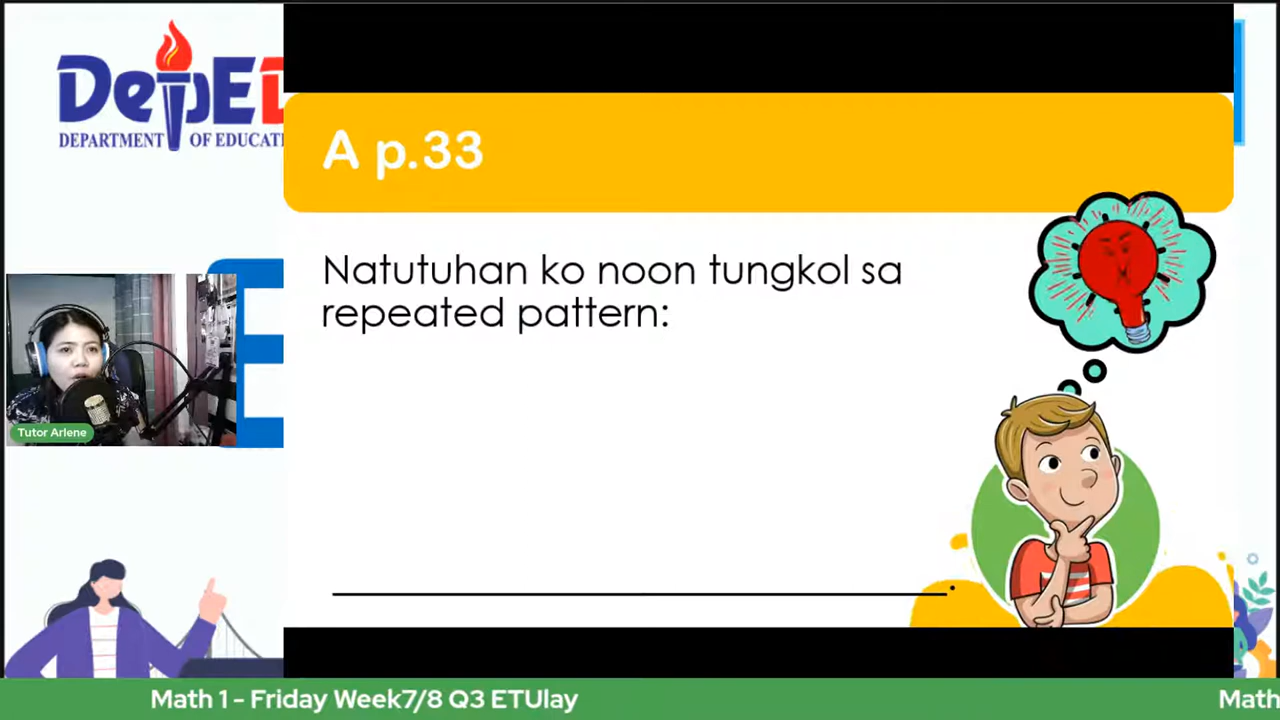 DepED
DEPARTMENT OF EDUCATI
A p.33
Natutuhan ko noon tungkol sa
repeated pattern:
Tutor Arlene
Math 1 - Friday Week7/8 Q3 ETUlay
Math